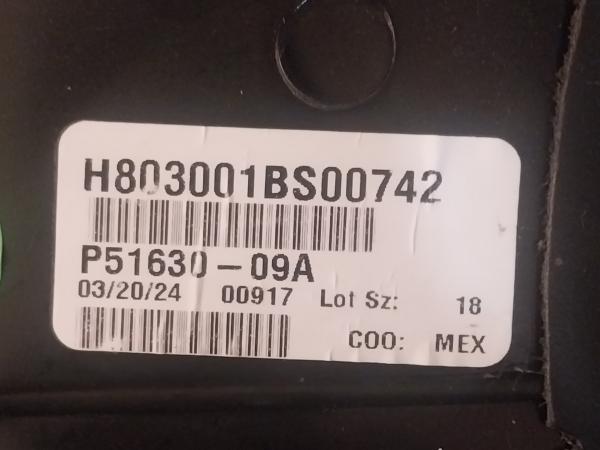 H803001BS00742
P51630-09A
03/20/24 00917 Lot Sz: 18
COO: MEX